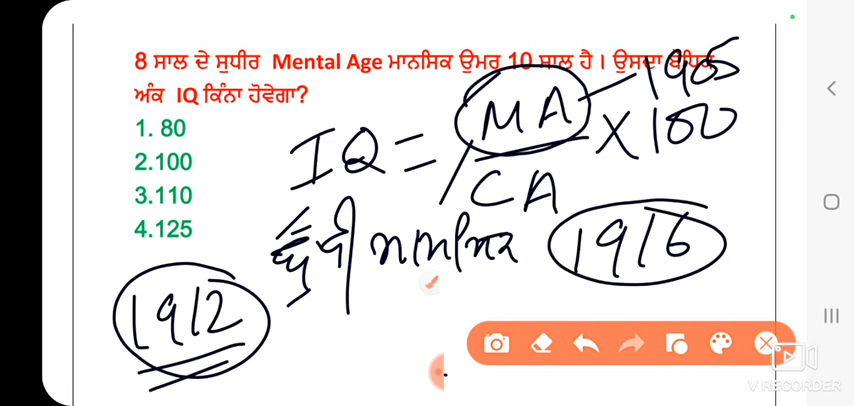 8 ਸਾਲ ਦੇ ਸੁਧੀਰ Mental Age ਮਾਨਸਿਕ ਉਮਰ 10 ਸਾਲ ਹੈ। ਉਸਦਾ ਬੌਧਿਕ
ਅੰਕ IQ ਕਿੰਨਾ ਹੋਵੇਗਾ?
1. 80
2.100
3.110
4.125
1905
IQ = MA X 100
CA
1916
1912
V RECORDER